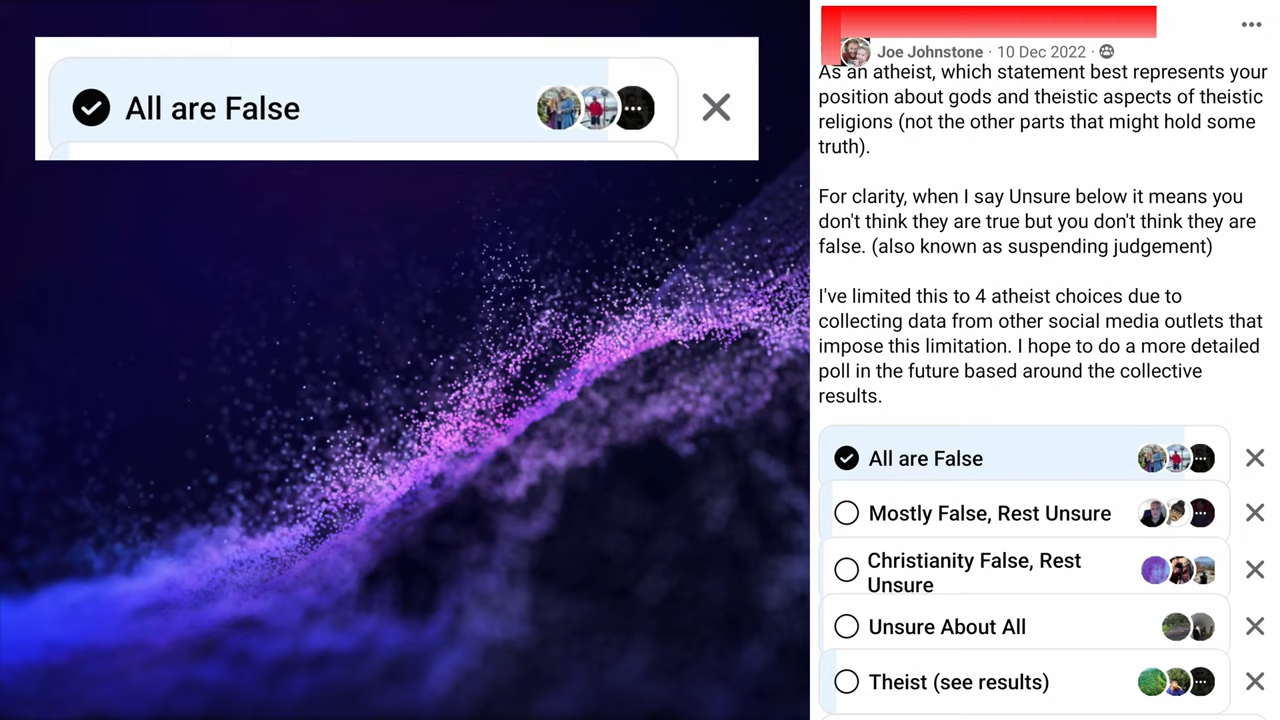 All are False
Joe Johnstone · 10 Dec 2022 ·
As an atheist, which statement best represents your
position about gods and theistic aspects of theistic
religions (not the other parts that might hold some
truth).
For clarity, when I say Unsure below it means you
don't think they are true but you don't think they are
false. (also known as suspending judgement)
I've limited this to 4 atheist choices due to
collecting data from other social media outlets that
impose this limitation. I hope to do a more detailed
poll in the future based around the collective
results.
All are False
Mostly False, Rest Unsure
Christianity False, Rest
Unsure
Unsure About All
Theist (see results)